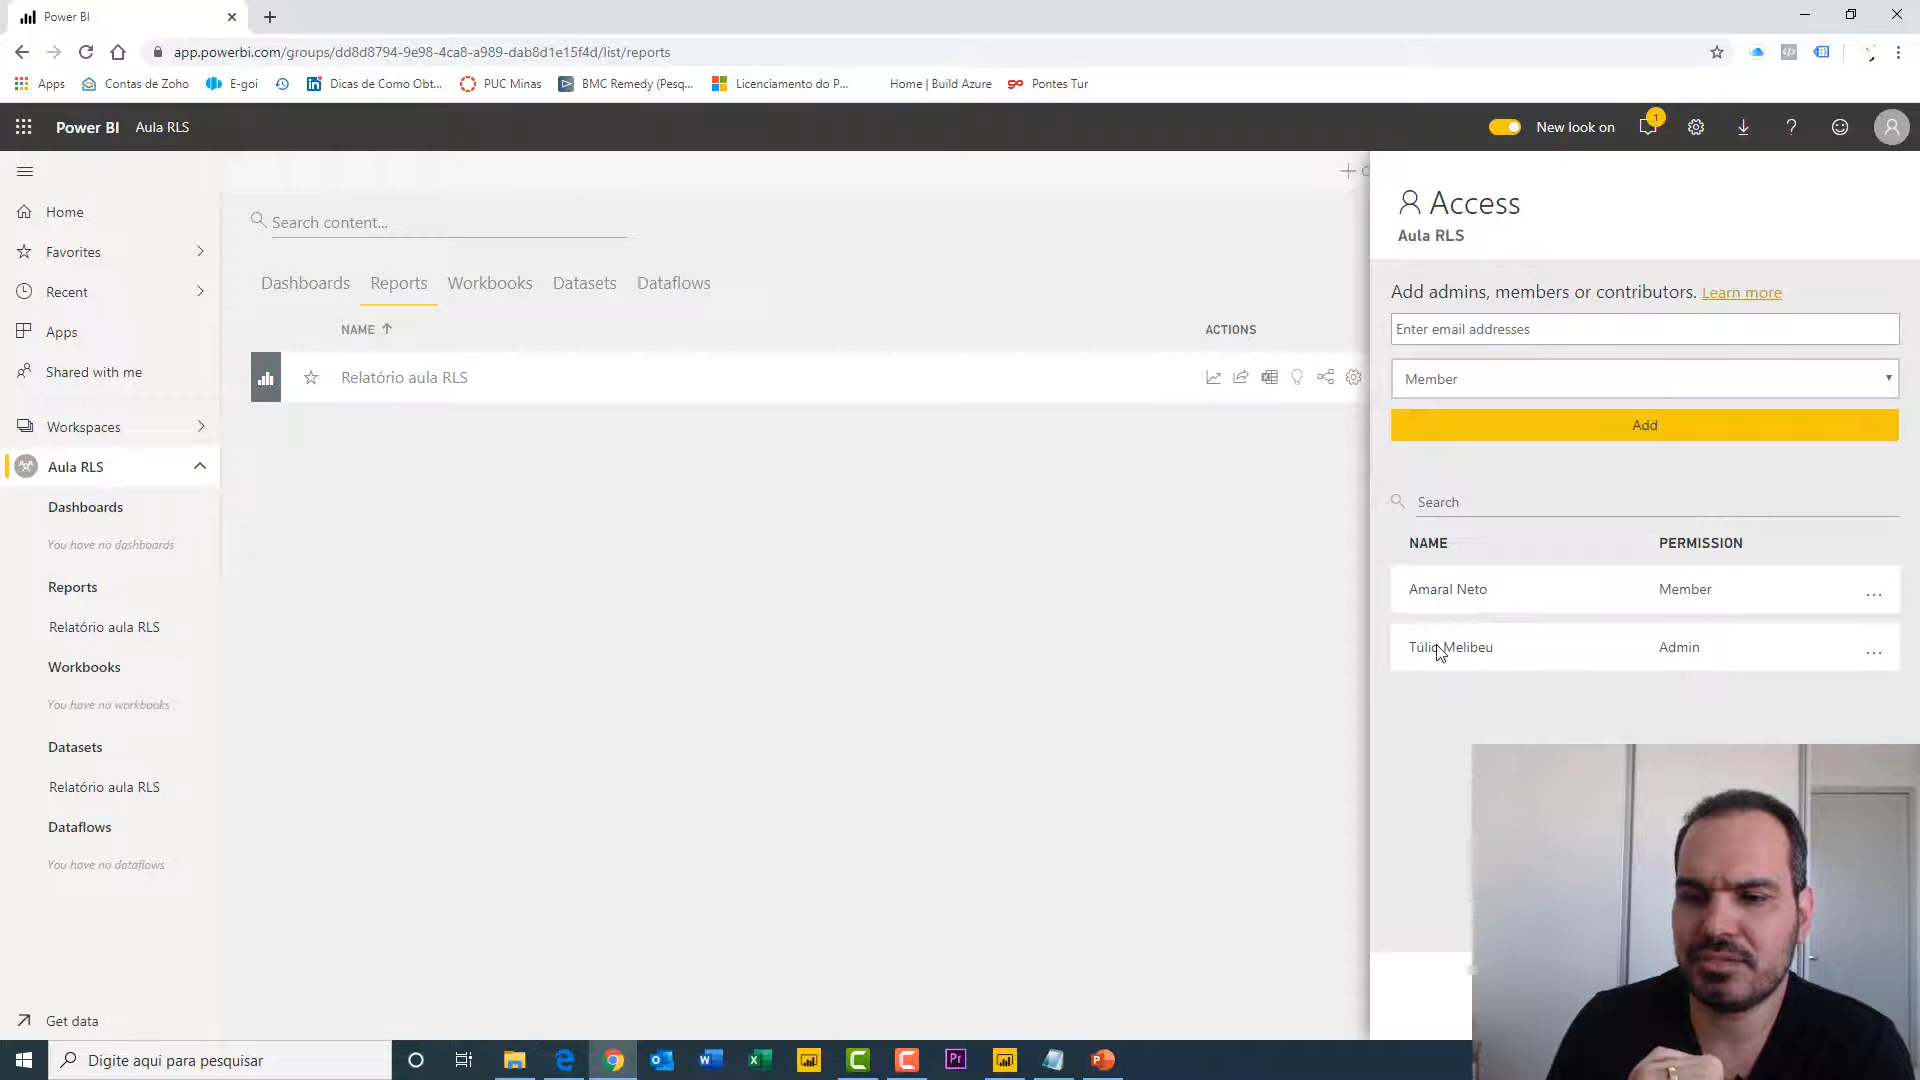 Power BI
app.powerbi.com/groups/dd8d8794-9e98-4ca8-a989-dab8d1e15f4d/list/reports
Apps
Contas de Zoho
E-goi
Dicas de Como Obt...
PUC Minas
BMC Remedy (Pesq...
Licenciamento do P...
Home | Build Azure
Pontes Tur
Power BI
Aula RLS
New look on
1
Home
Favorites
Recent
Apps
Shared with me
Workspaces
Aula RLS
Dashboards
You have no dashboards
Reports
Relatório aula RLS
Workbooks
You have no workbooks
Datasets
Relatório aula RLS
Dataflows
You have no dataflows
Get data
Search content...
Dashboards
Reports
Workbooks
Datasets
Dataflows
NAME
ACTIONS
Relatório aula RLS
Access
Aula RLS
Add admins, members or contributors. Learn more
Enter email addresses
Member
Add
Search
NAME PERMISSION
Amaral Neto Member ...
Túlio Melibeu Admin ...
Digite aqui para pesquisar